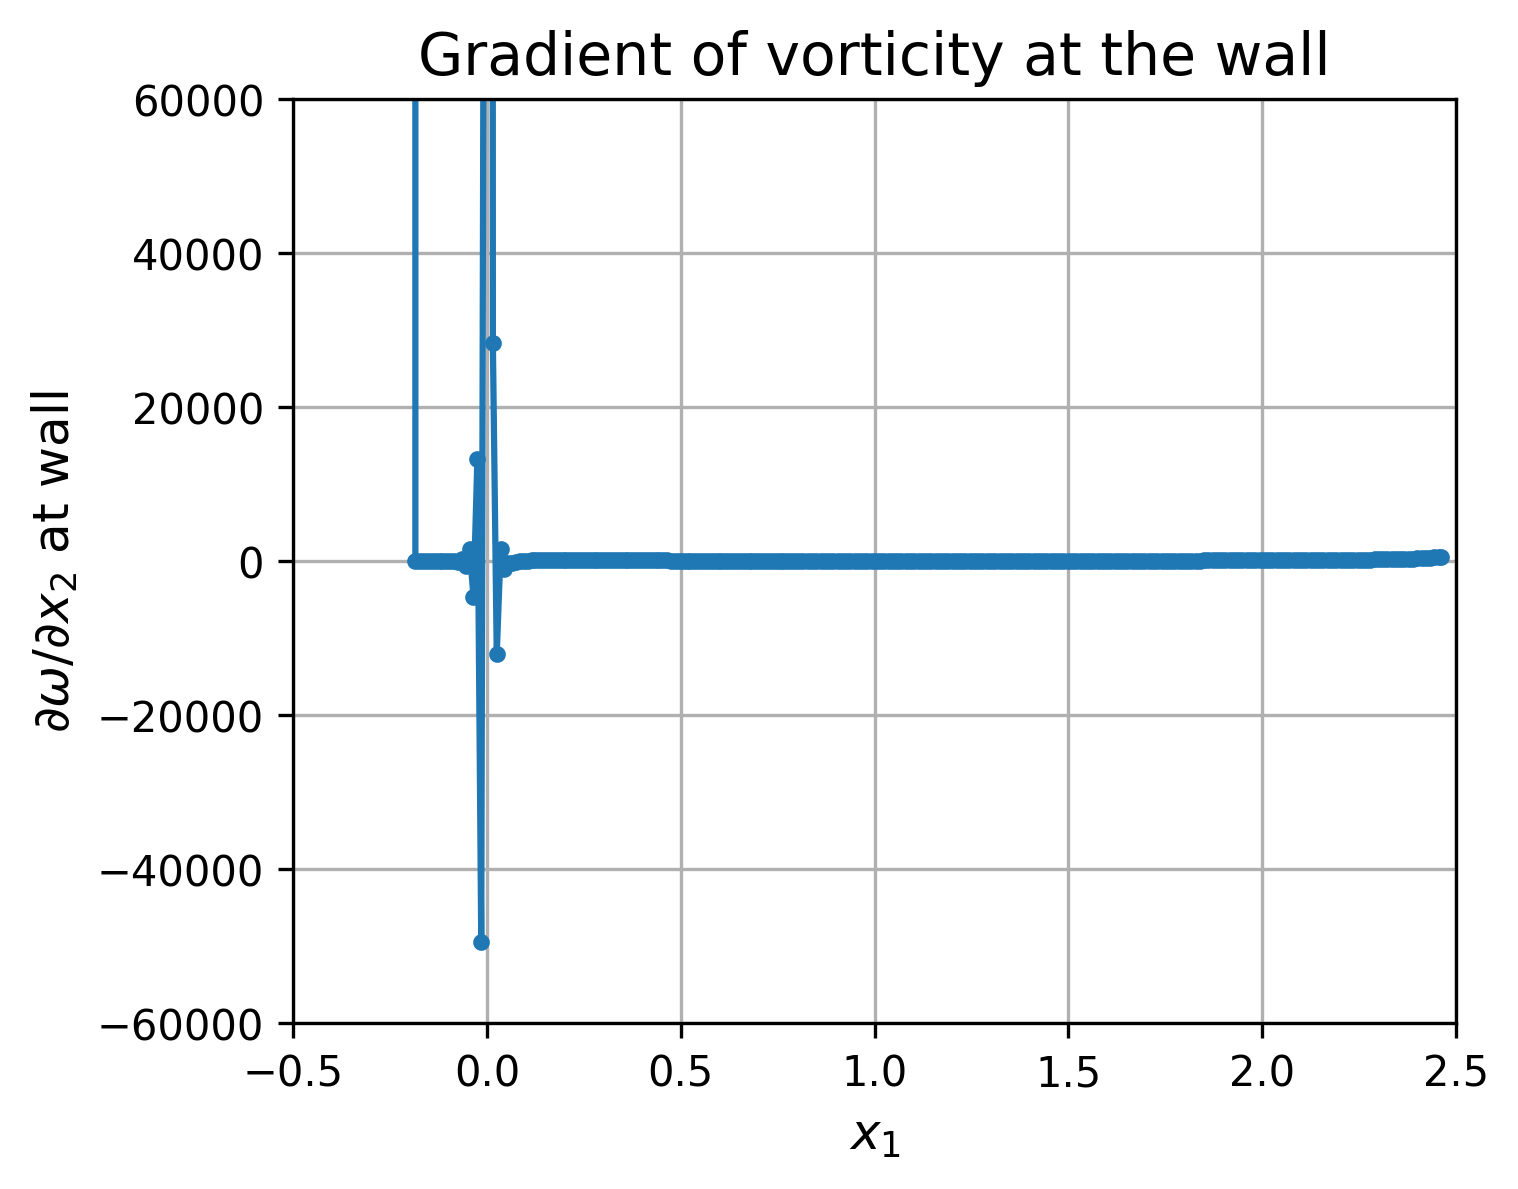 Gradient of vorticity at the wall
∂ω/∂x₂ at wall
60000
40000
20000
0
−20000
−40000
−60000
−0.5 0.0 0.5 1.0 1.5 2.0 2.5
x₁